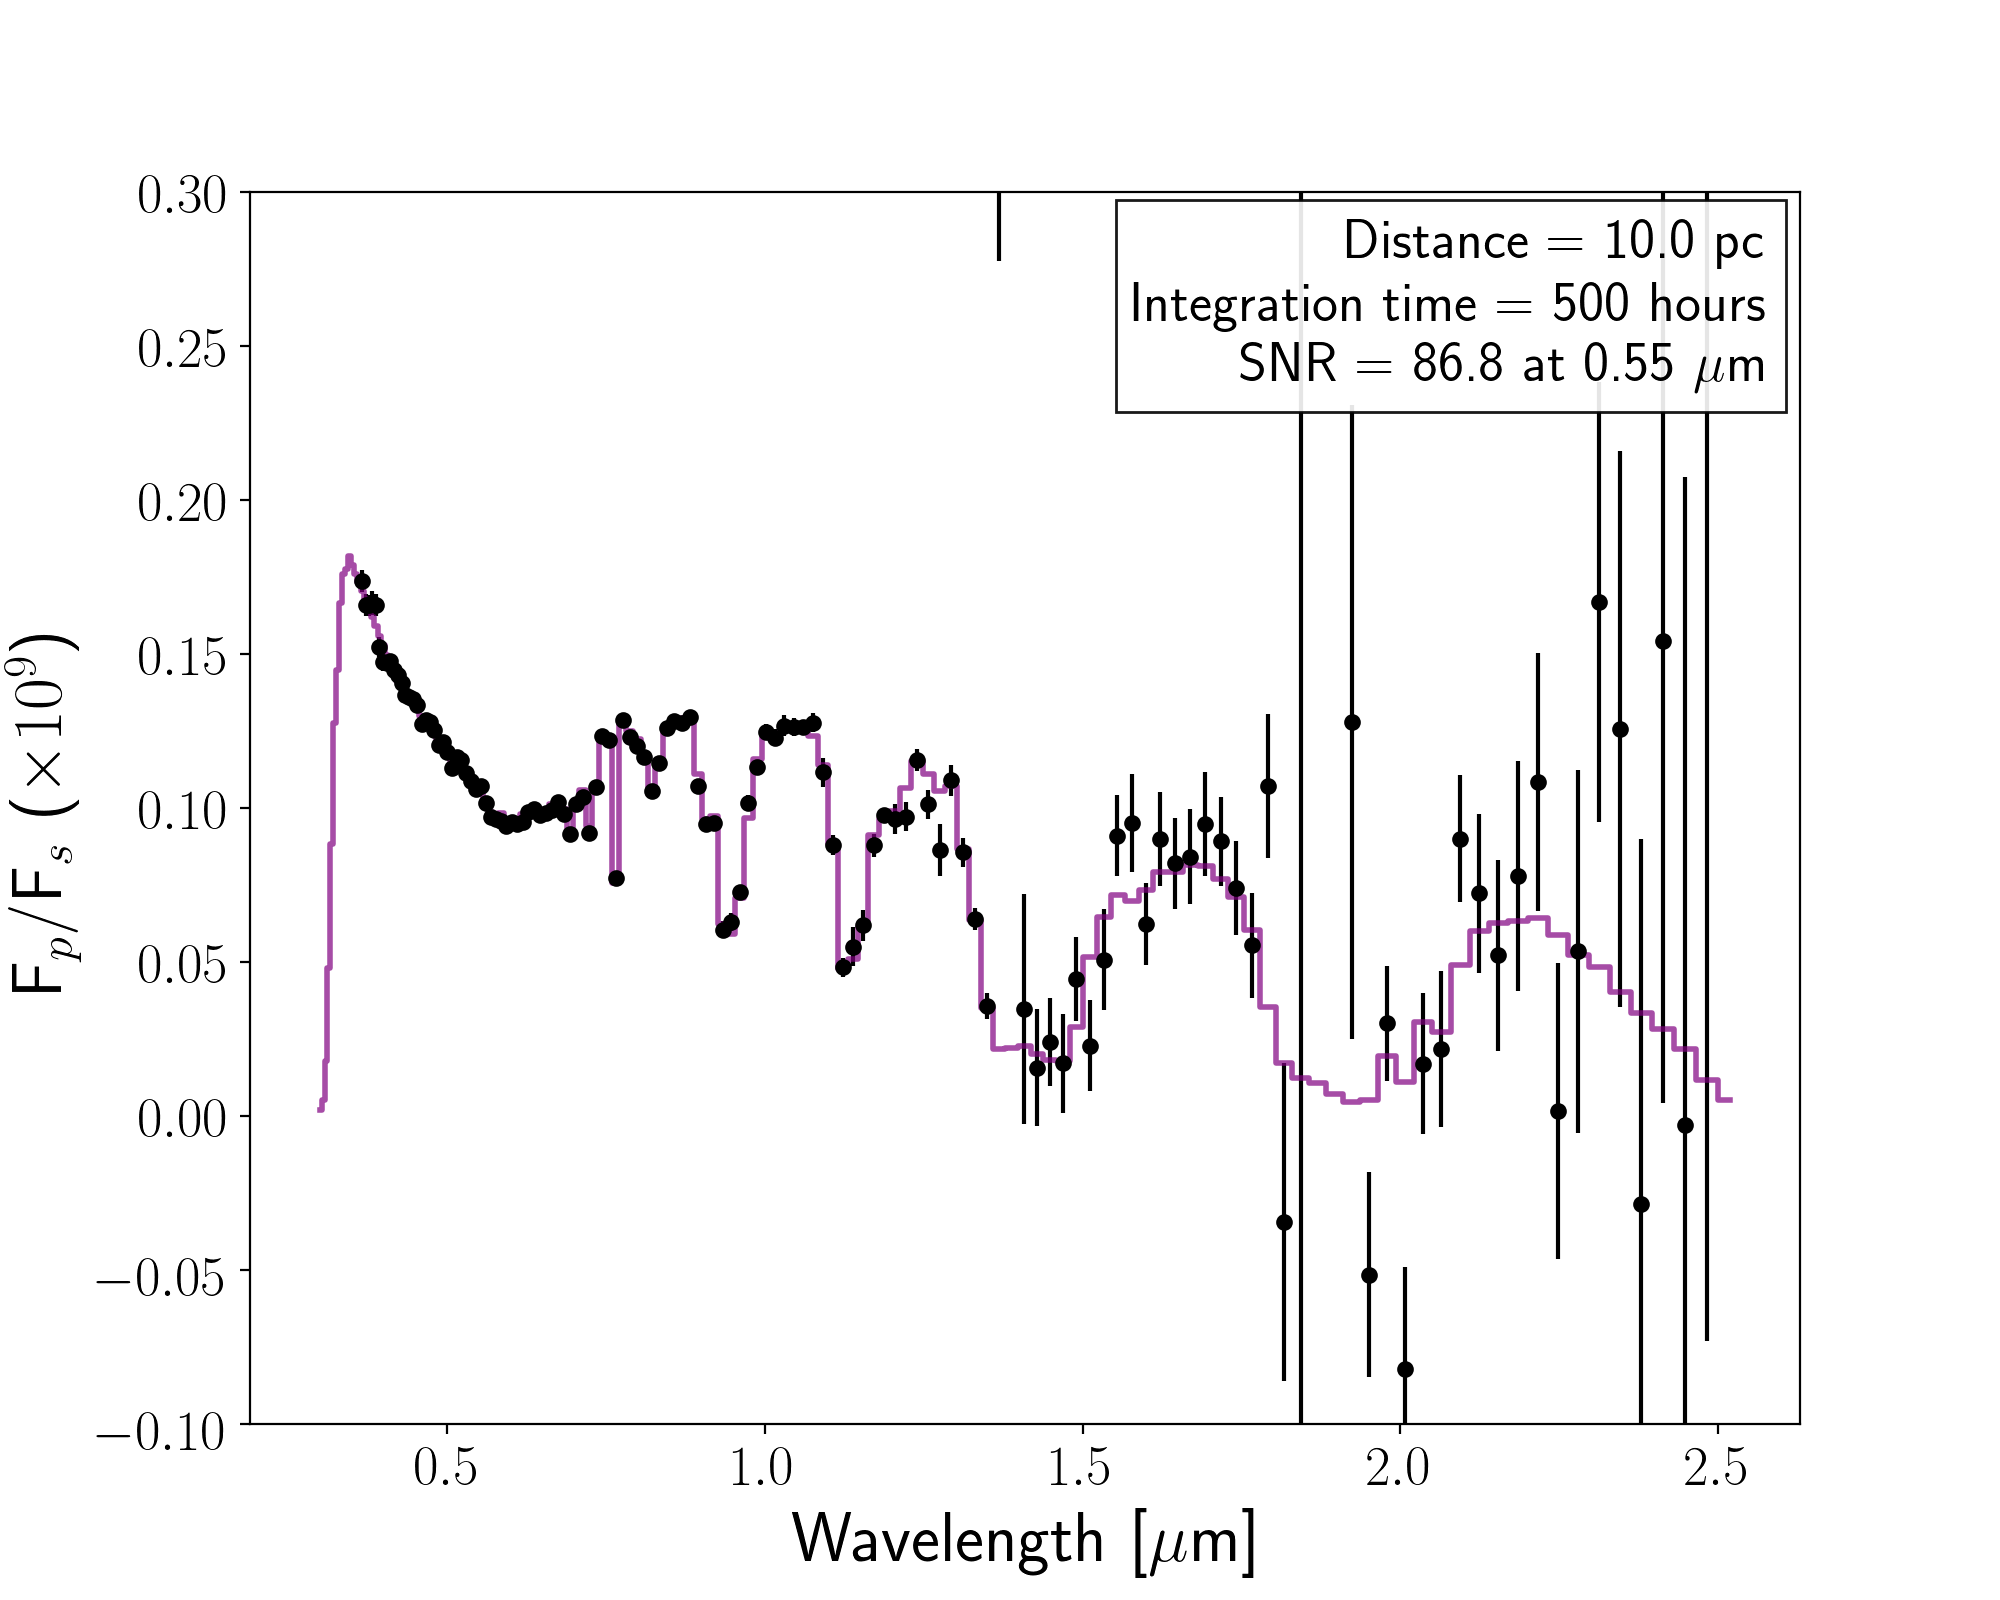 Distance = 10.0 pc
Integration time = 500 hours
SNR = 86.8 at 0.55 μm
0.30
0.25
0.20
0.15
0.10
0.05
0.00
−0.05
−0.10
F_p/F_s (×10^9)
0.5 1.0 1.5 2.0 2.5
Wavelength [μm]